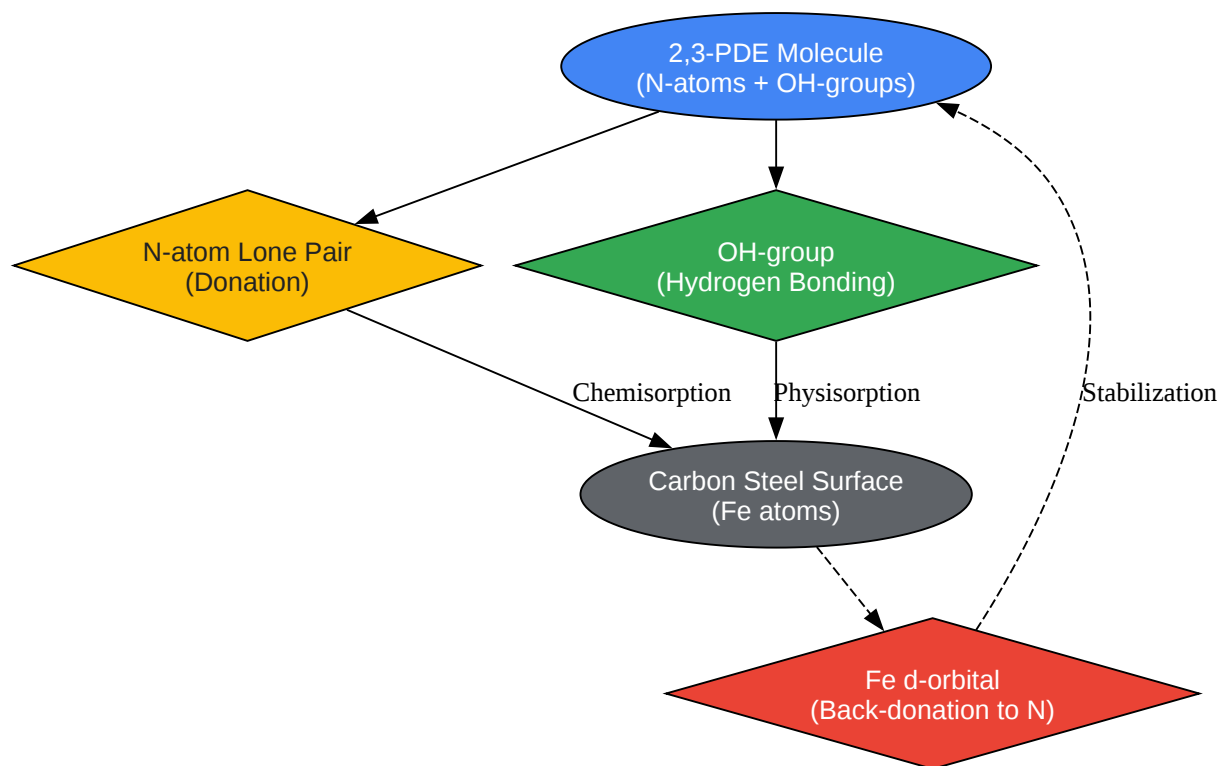 2,3-PDE Molecule
(N-atoms + OH-groups)
N-atom Lone Pair
(Donation)
OH-group
(Hydrogen Bonding)
Chemisorption
Physisorption
Stabilization
Carbon Steel Surface
(Fe atoms)
Fe d-orbital
(Back-donation to N)